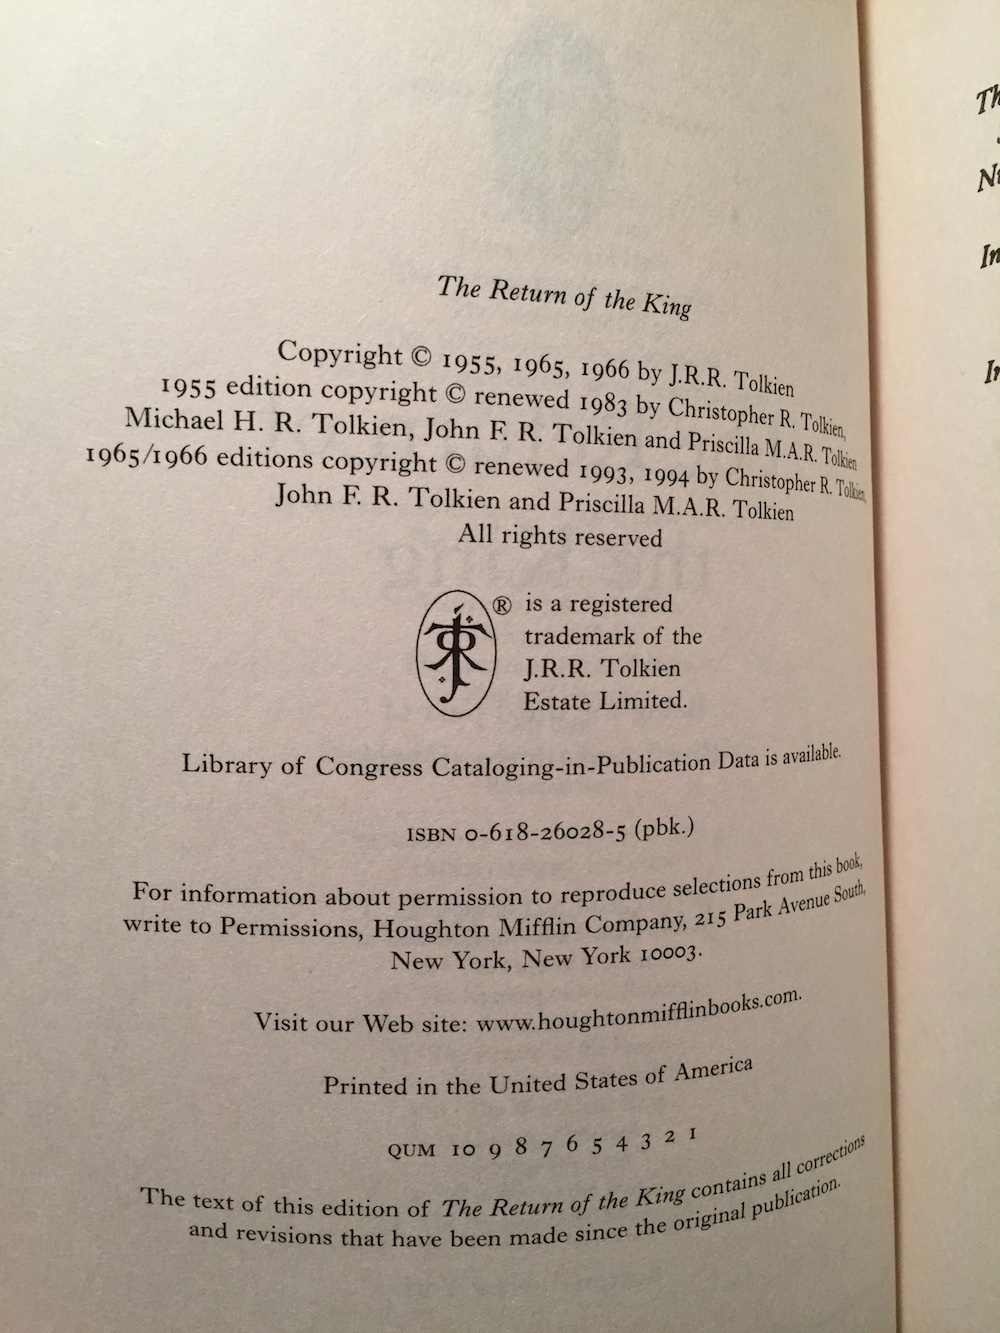 The Return of the King
Copyright © 1955, 1965, 1966 by J.R.R. Tolkien
1955 edition copyright © renewed 1983 by Christopher R. Tolkien,
Michael H. R. Tolkien, John F. R. Tolkien and Priscilla M.A.R. Tolkien
1965/1966 editions copyright © renewed 1993, 1994 by Christopher R. Tolkien,
John F. R. Tolkien and Priscilla M.A.R. Tolkien
All rights reserved
® is a registered
trademark of the
J.R.R. Tolkien
Estate Limited.
Library of Congress Cataloging-in-Publication Data is available.
ISBN 0-618-26028-5 (pbk.)
For information about permission to reproduce selections from this book,
write to Permissions, Houghton Mifflin Company, 215 Park Avenue South,
New York, New York 10003.
Visit our Web site: www.houghtonmifflinbooks.com.
Printed in the United States of America
QUM 10 9 8 7 6 5 4 3 2 1
The text of this edition of The Return of the King contains all corrections
and revisions that have been made since the original publication.